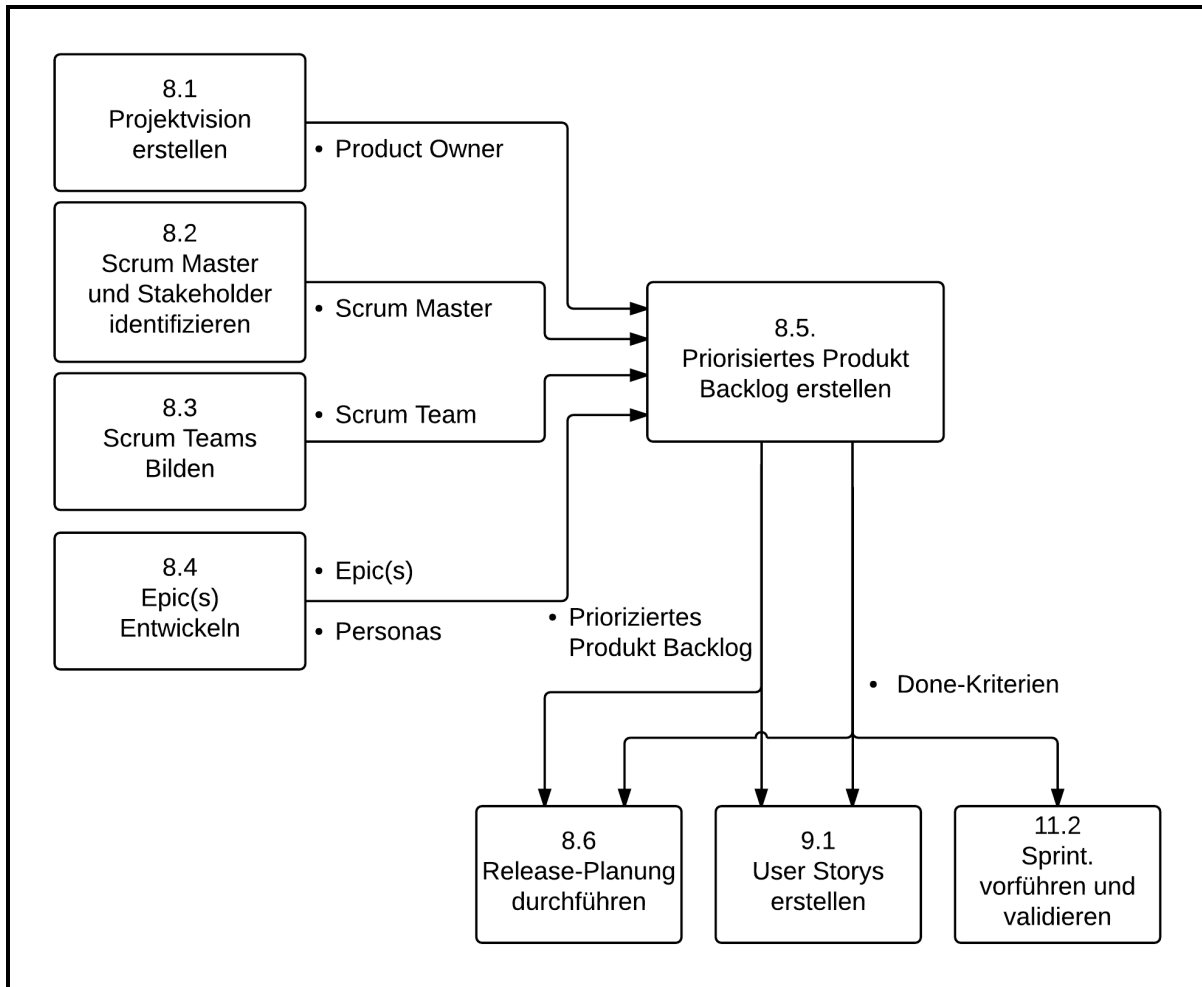 8.1
Projektvision
erstellen
• Product Owner
8.2
Scrum Master
und Stakeholder
identifizieren
• Scrum Master
8.3
Scrum Teams
Bilden
• Scrum Team
8.4
Epic(s)
Entwickeln
• Epic(s)
• Personas
8.5.
Priorisiertes Produkt
Backlog erstellen
• Prioriziertes
Produkt Backlog
• Done-Kriterien
8.6
Release-Planung
durchführen
9.1
User Storys
erstellen
11.2
Sprint.
vorführen und
validieren